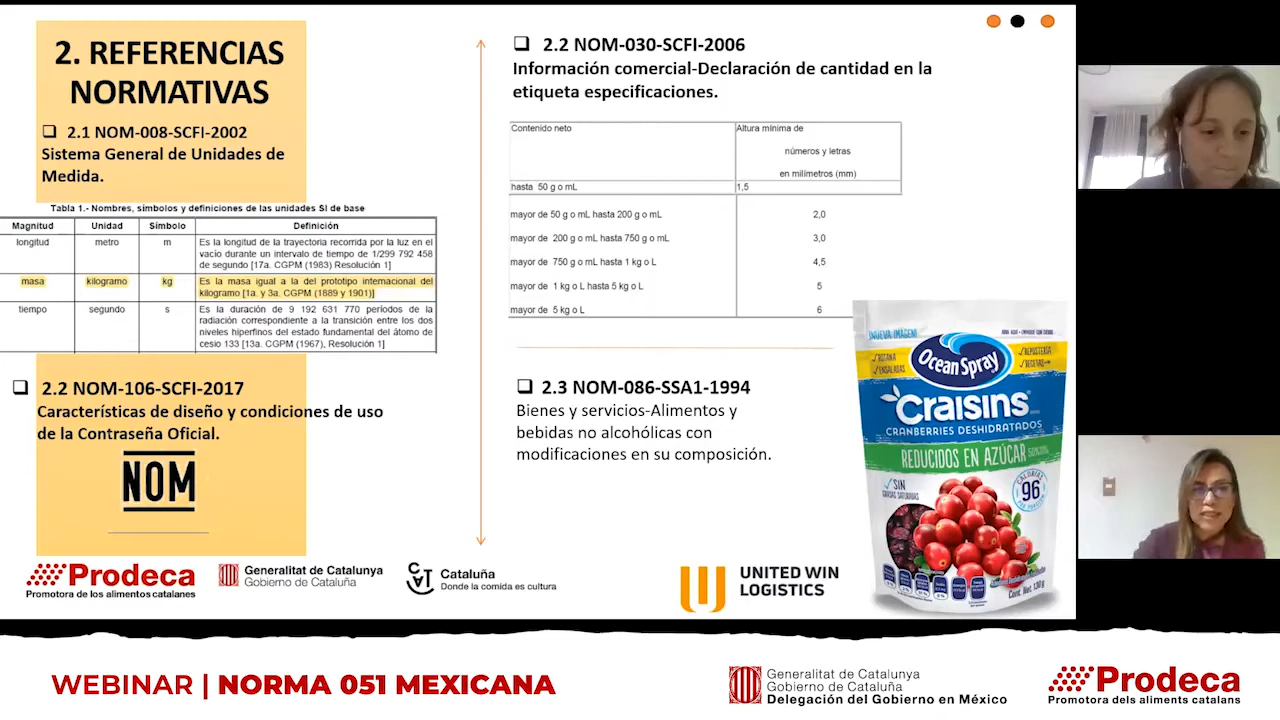 2. REFERENCIAS
NORMATIVAS
2.1 NOM-008-SCFI-2002
Sistema General de Unidades de
Medida.
Tabla 1.- Nombres, símbolos y definiciones de las unidades SI de base
Magnitud Unidad Símbolo Definición
longitud metro m Es la longitud de la trayectoria recorrida por la luz en el
vacío durante un intervalo de tiempo de 1/299 792 458
de segundo [17a. CGPM (1983) Resolución 1]
masa kilogramo kg Es la masa igual a la del prototipo internacional del
kilogramo [1a. y 3a. CGPM (1889 y 1901)]
tiempo segundo s Es la duración de 9 192 631 770 períodos de la
radiación correspondiente a la transición entre los dos
niveles hiperfinos del estado fundamental del átomo de
cesio 133 [13a. CGPM (1967), Resolución 1]
2.2 NOM-106-SCFI-2017
Características de diseño y condiciones de uso
de la Contraseña Oficial.
NOM
2.2 NOM-030-SCFI-2006
Información comercial-Declaración de cantidad en la
etiqueta especificaciones.
Contenido neto Altura mínima de
números y letras
en milímetros (mm)
hasta 50 g o mL 1,5
mayor de 50 g o mL hasta 200 g o mL 2,0
mayor de 200 g o mL hasta 750 g o mL 3,0
mayor de 750 g o mL hasta 1 kg o L 4,5
mayor de 1 kg o L hasta 5 kg o L 5
mayor de 5 kg o L 6
2.3 NOM-086-SSA1-1994
Bienes y servicios-Alimentos y
bebidas no alcohólicas con
modificaciones en su composición.
¡NUEVA IMAGEN!
BOTANA
ENSALADAS
REPOSTERÍA
RECETAS
Ocean Spray
Craisins
CRANBERRIES DESHIDRATADOS
REDUCIDOS EN AZÚCAR
SIN
GRASAS SATURADAS
CALORÍAS
96
POR PORCIÓN
Cont. Net. 130g
Prodeca
Promotora de los alimentos catalanes
Generalitat de Catalunya
Gobierno de Cataluña
CAT
Cataluña
Donde la comida es cultura
UNITED WIN
LOGISTICS
WEBINAR | NORMA 051 MEXICANA
Generalitat de Catalunya
Gobierno de Cataluña
Delegación del Gobierno en México
Prodeca
Promotora dels aliments catalans